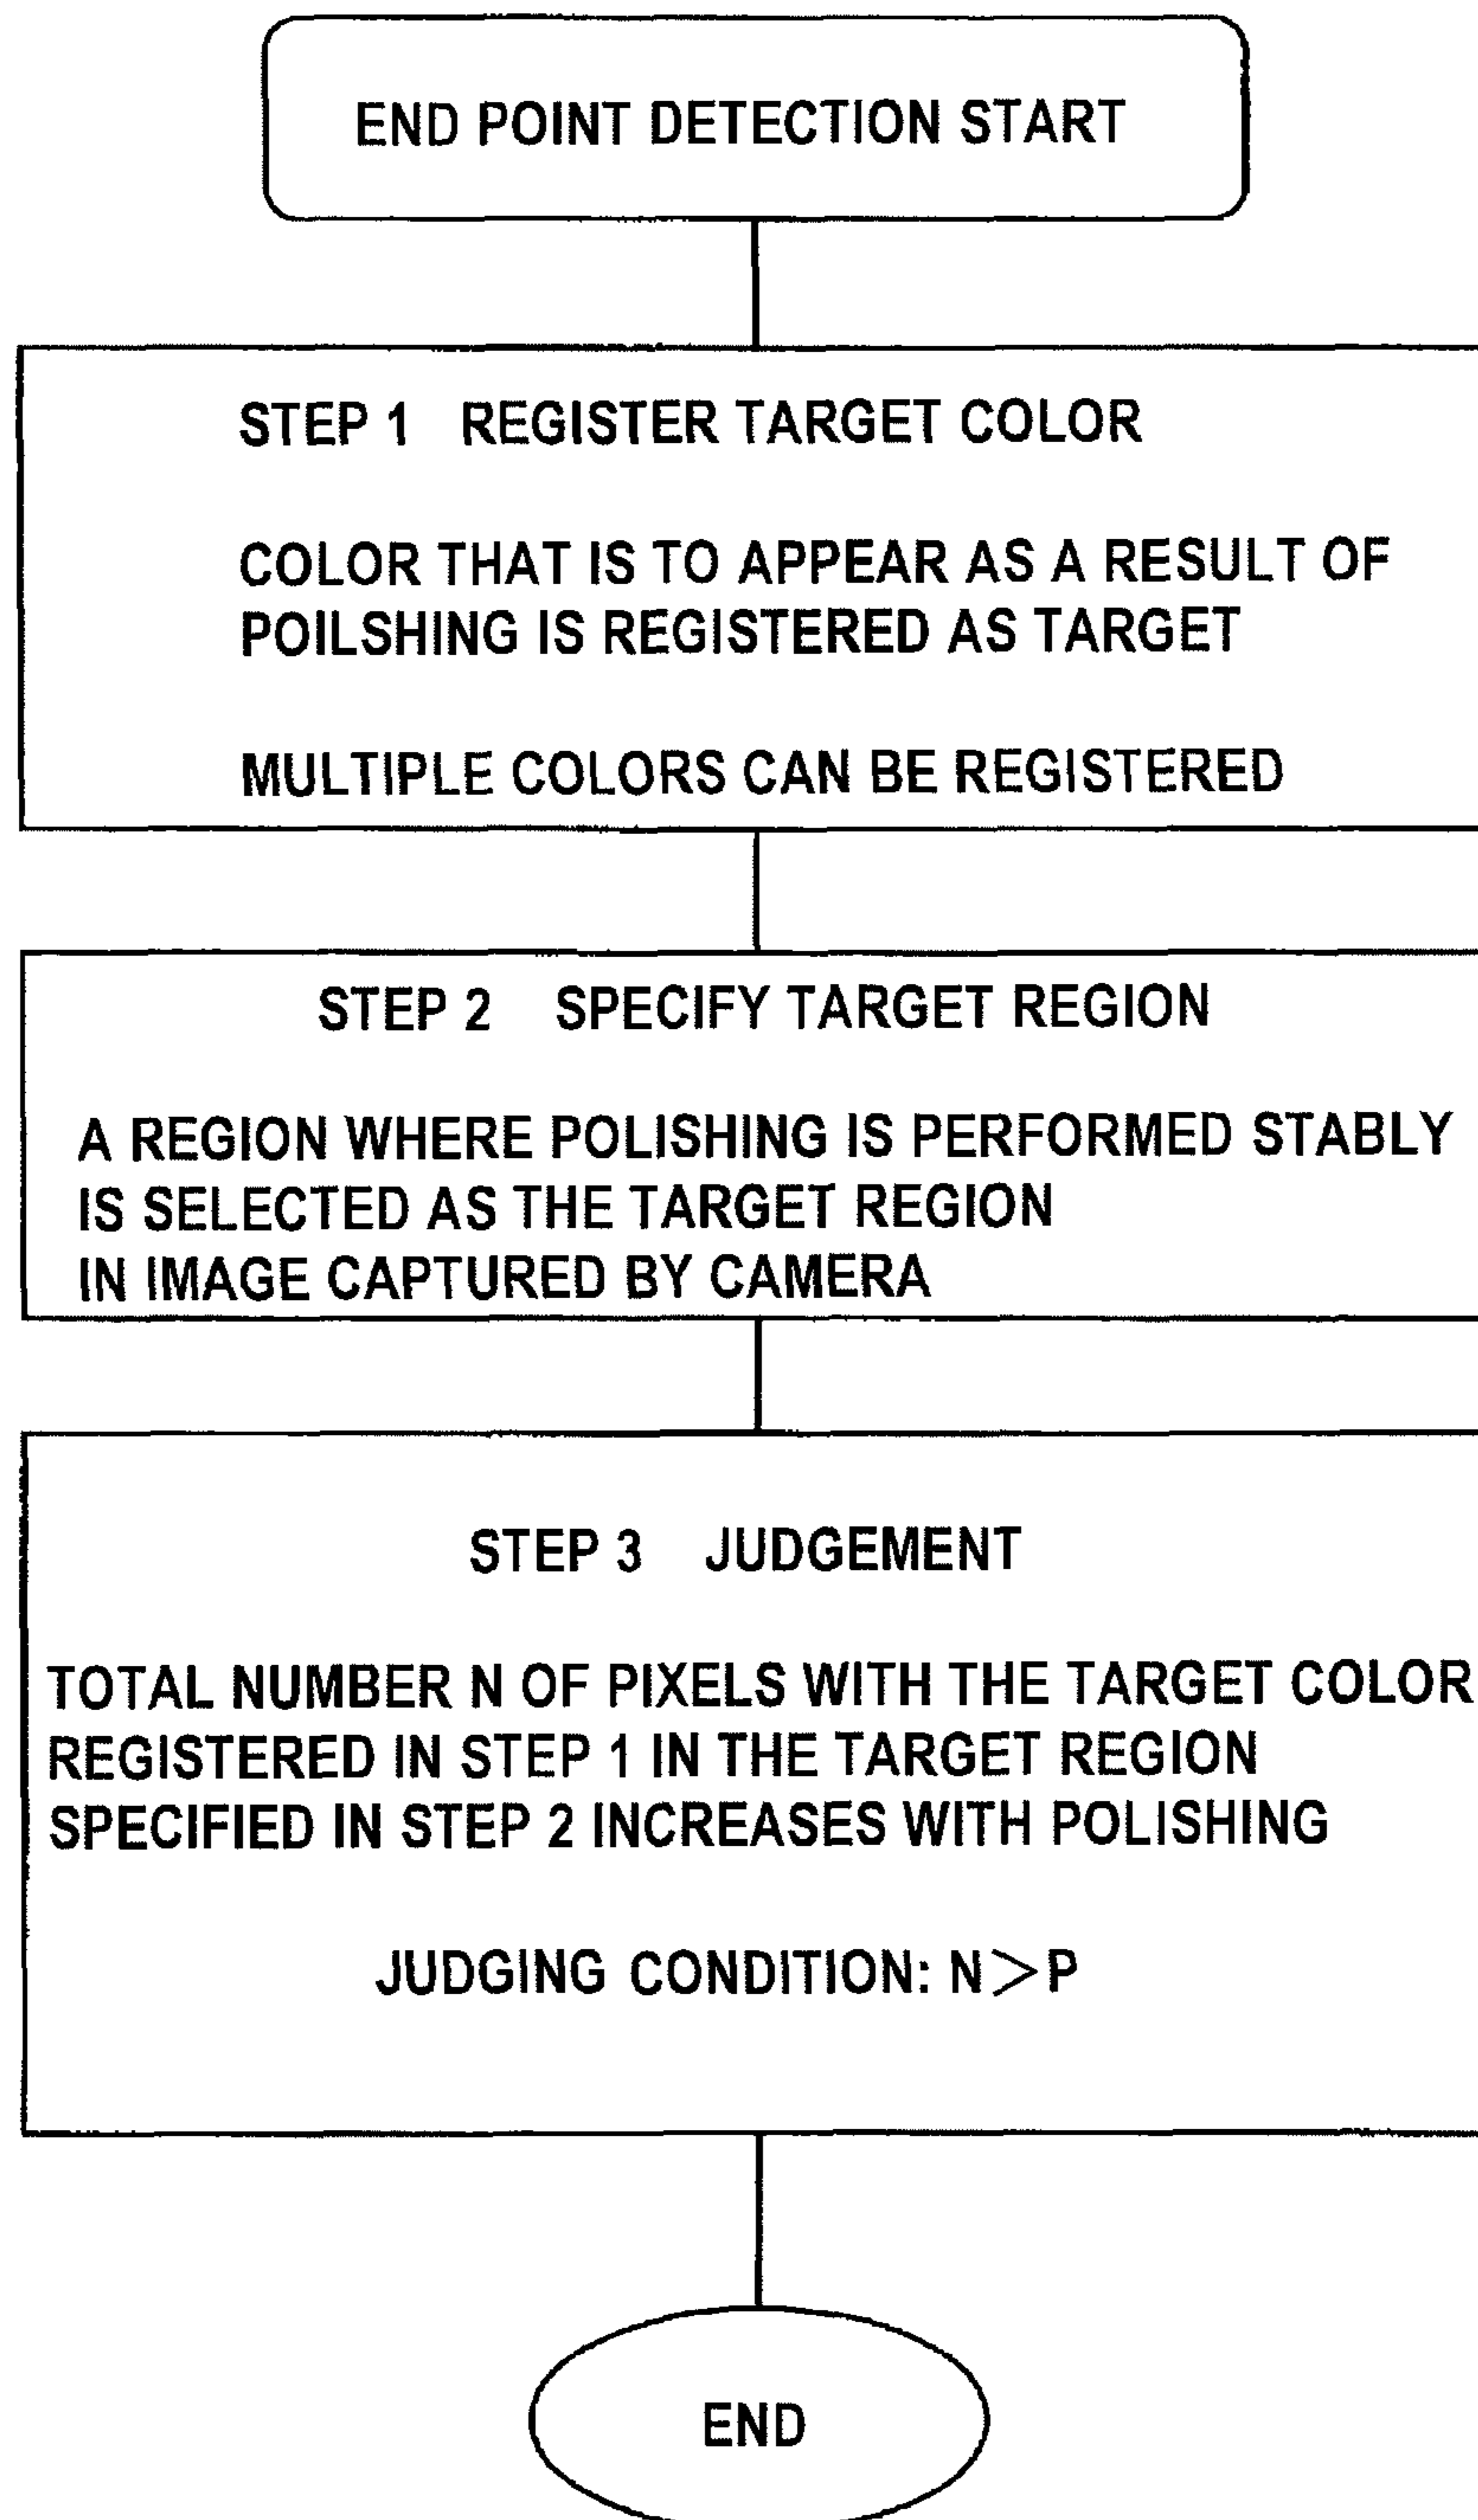 END POINT DETECTION START
STEP 1 REGISTER TARGET COLOR
COLOR THAT IS TO APPEAR AS A RESULT OF
POILSHING IS REGISTERED AS TARGET
MULTIPLE COLORS CAN BE REGISTERED
STEP 2 SPECIFY TARGET REGION
A REGION WHERE POLISHING IS PERFORMED STABLY
IS SELECTED AS THE TARGET REGION
IN IMAGE CAPTURED BY CAMERA
STEP 3 JUDGEMENT
TOTAL NUMBER N OF PIXELS WITH THE TARGET COLOR
REGISTERED IN STEP 1 IN THE TARGET REGION
SPECIFIED IN STEP 2 INCREASES WITH POLISHING
JUDGING CONDITION: N>P
END